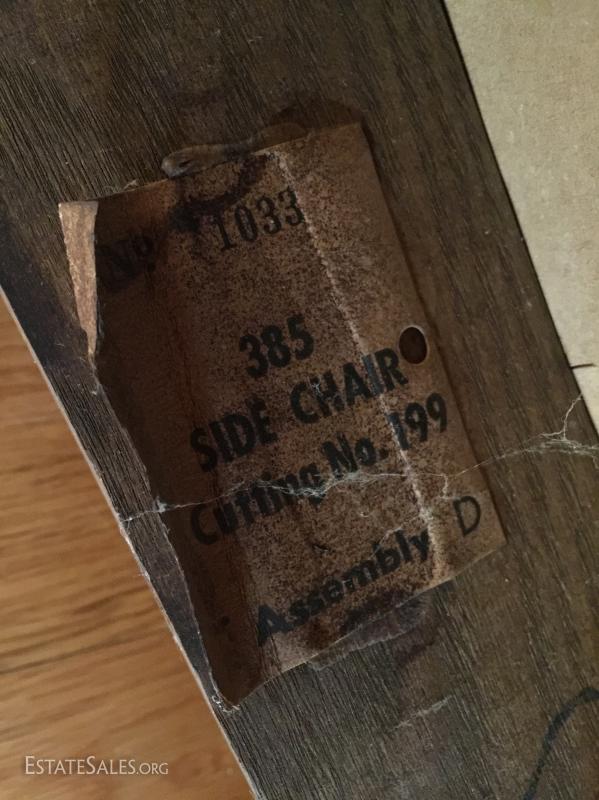 No 1033
385
SIDE CHAIR
Cutting No. 199
Assembly D
ESTATESALES.ORG